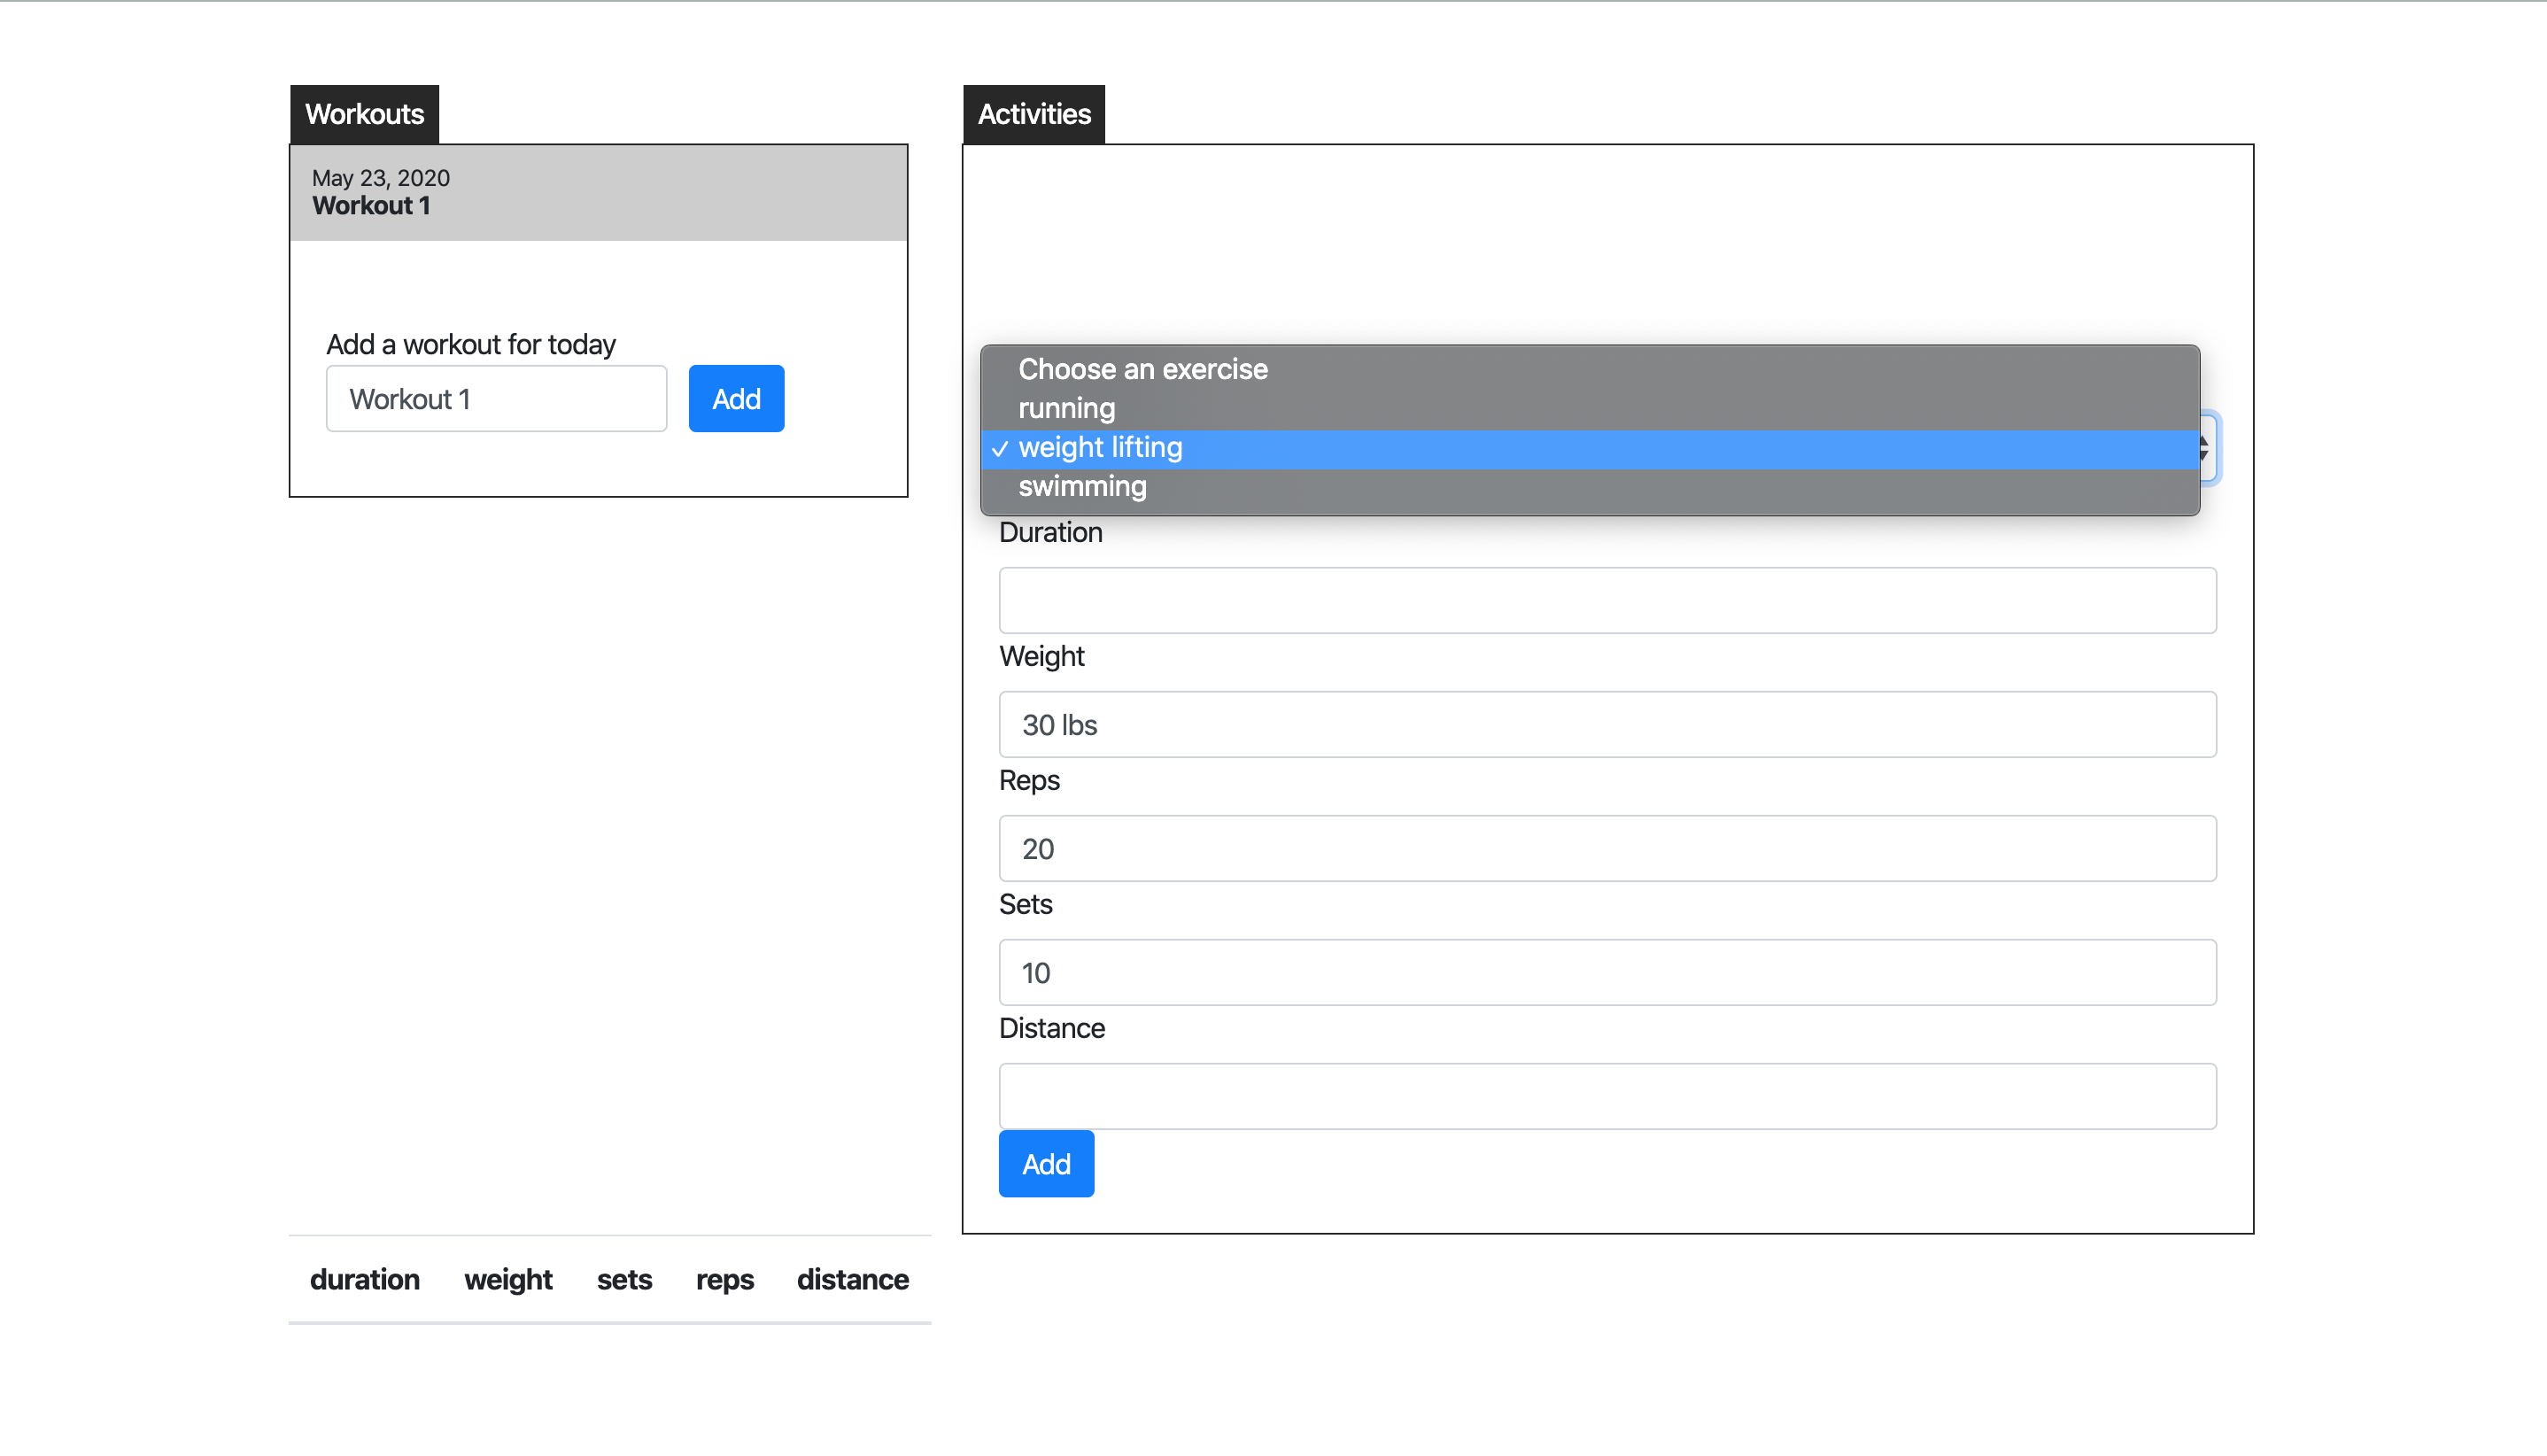 Workouts
May 23, 2020
Workout 1
Add a workout for today
Workout 1
Add
Activities
Choose an exercise
running
✓ weight lifting
swimming
Duration
Weight
30 lbs
Reps
20
Sets
10
Distance
Add
duration weight sets reps distance